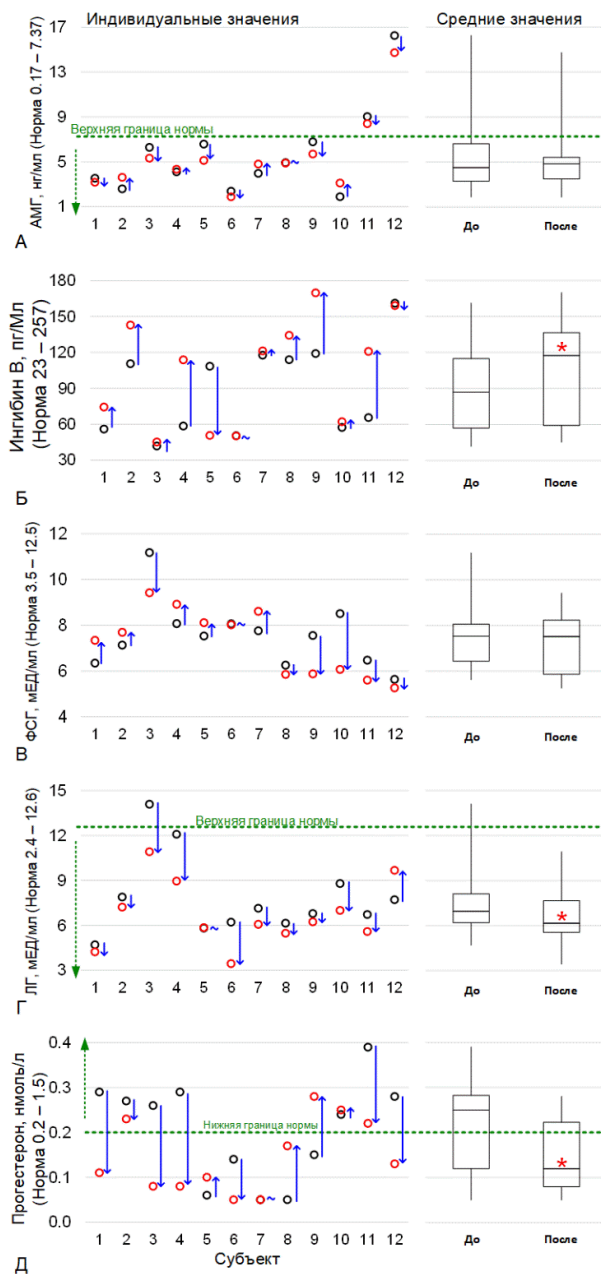 Индивидуальные значения
Средние значения
АМГ, нг/мл (Норма 0.17 – 7.37)
17
13
9
5
1
Верхняя граница нормы
1 2 3 4 5 6 7 8 9 10 11 12
До После
А
Ингибин В, пг/Мл
(Норма 23 – 257)
180
150
120
90
60
30
*
1 2 3 4 5 6 7 8 9 10 11 12
До После
Б
ФСГ, мЕД/мл (Норма 3.5 – 12.5)
12
10
8
6
4
1 2 3 4 5 6 7 8 9 10 11 12
До После
В
ЛГ, мЕД/мл (Норма 2.4 – 12.6)
15
12
9
6
3
Верхняя граница нормы
*
1 2 3 4 5 6 7 8 9 10 11 12
До После
Г
Прогестерон, нмоль/л
(Норма 0.2 – 1.5)
0.4
0.3
0.2
0.1
0.0
Нижняя граница нормы
*
1 2 3 4 5 6 7 8 9 10 11 12
До После
Субъект
Д